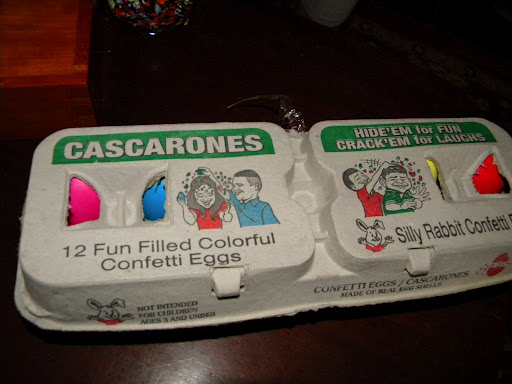 CASCARONES
12 Fun Filled Colorful
Confetti Eggs
HIDE'EM for FUN
CRACK'EM for LAUGHS
Silly Rabbit Confetti
NOT INTENDED
FOR CHILDREN
AGES 3 AND UNDER
CONFETTI EGGS / CASCARONES
MADE OF REAL EGG SHELLS